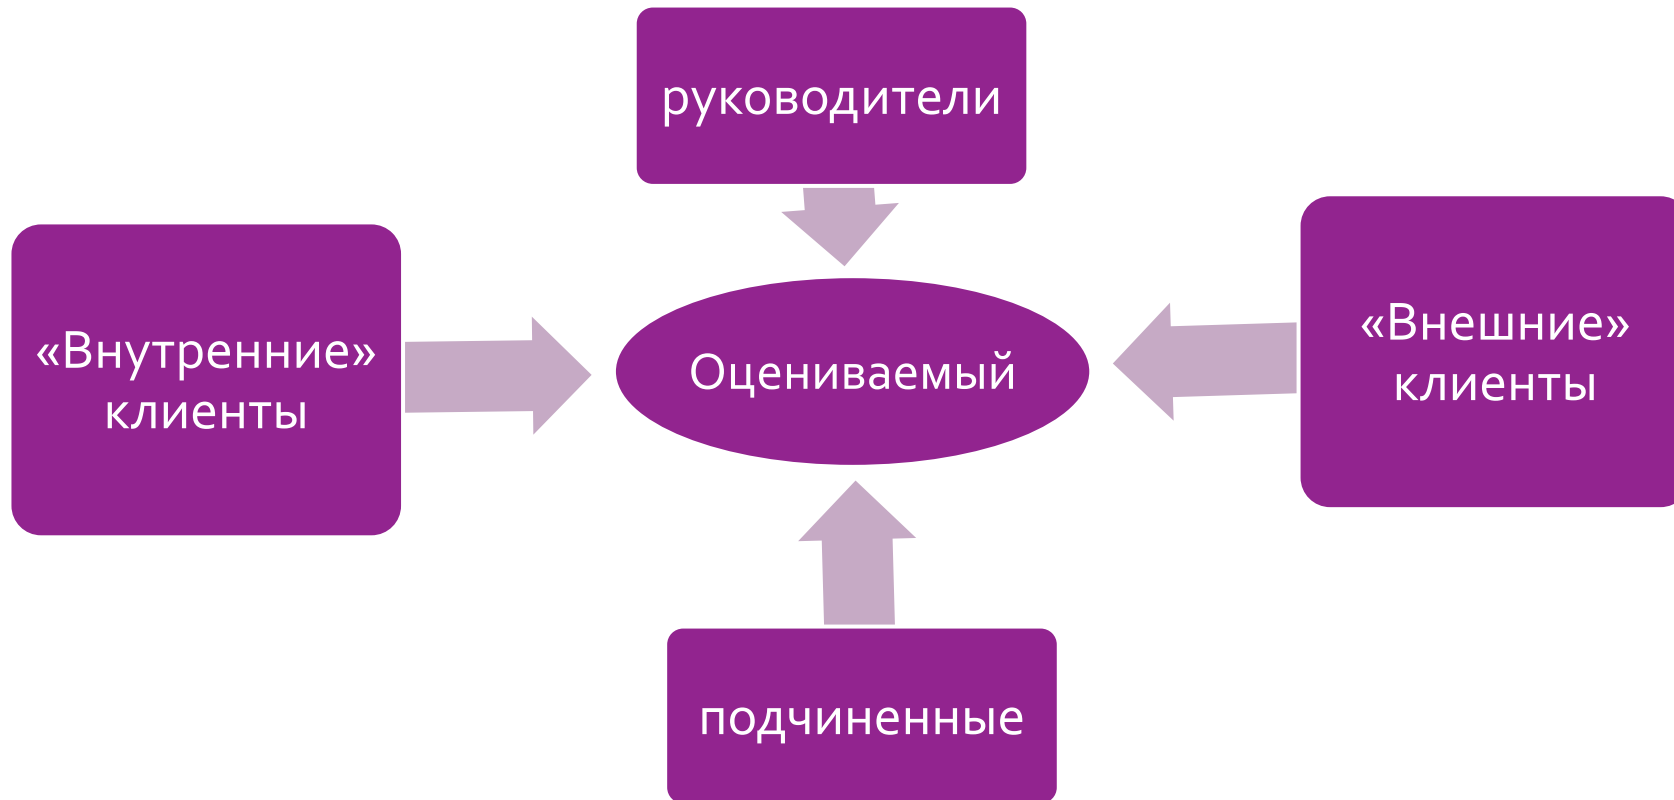 руководители
«Внутренние»
клиенты
Оцениваемый
«Внешние»
клиенты
подчиненные